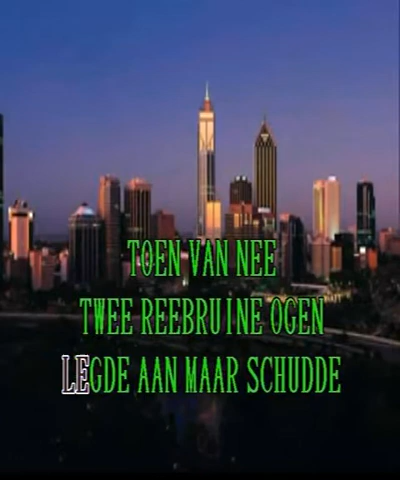 TOEN VAN NEE
TWEE REEBRUINE OGEN
LEGDE AAN MAAR SCHUDDE